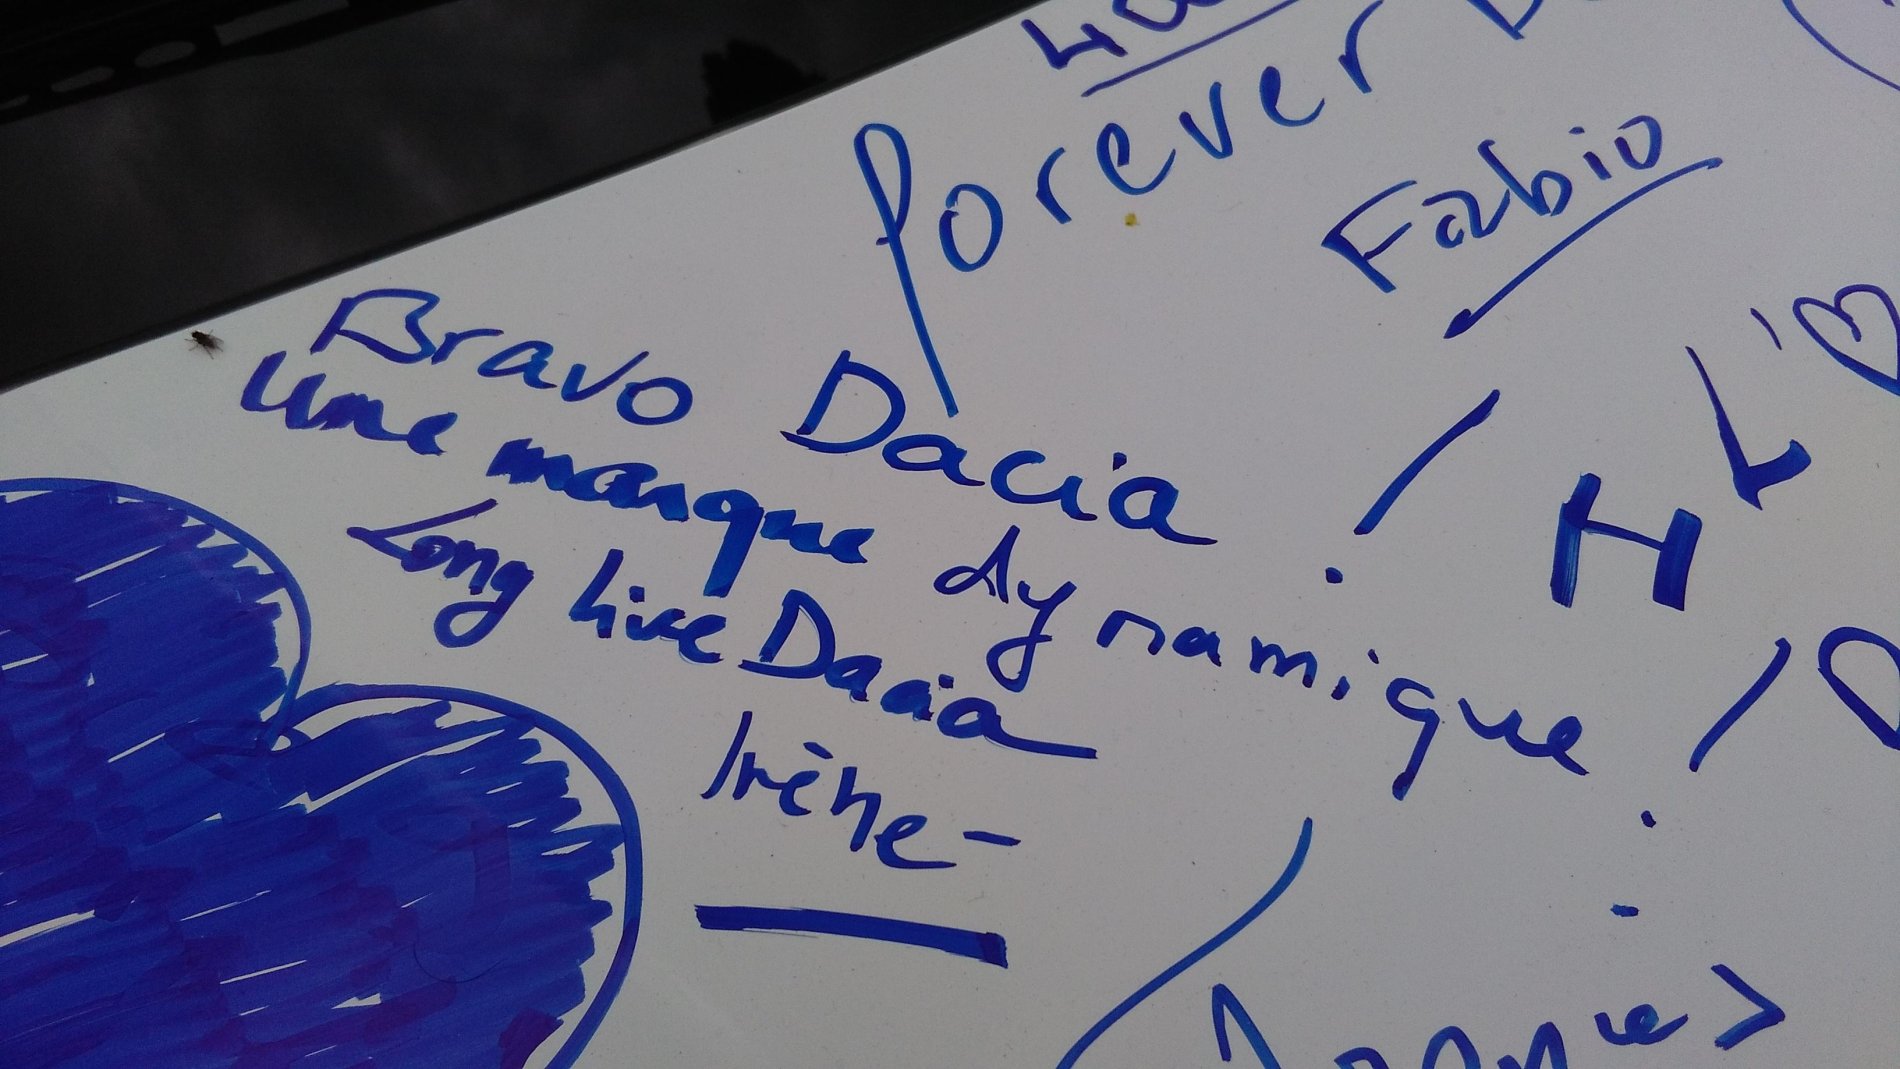 Forever
Fabio
Bravo Dacia !
Une marque dynamique !
Long live Dacia
Irène